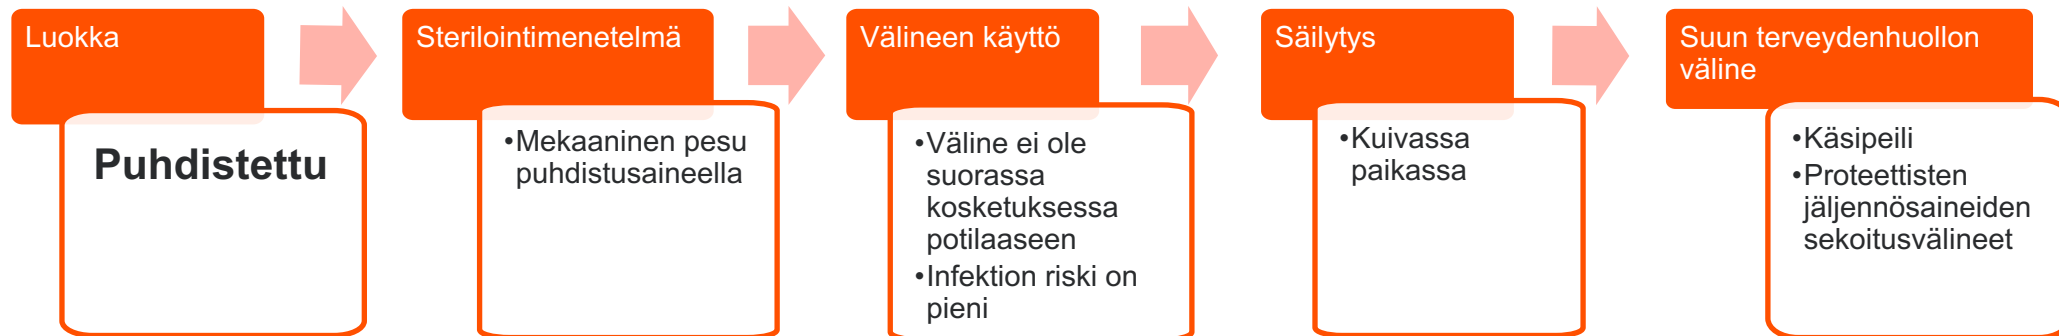 Luokka
Puhdistettu
Sterilointimenetelmä
•Mekaaninen pesu
puhdistusaineella
Välineen käyttö
•Väline ei ole
suorassa
kosketuksessa
potilaaseen
•Infektion riski on
pieni
Säilytys
•Kuivassa
paikassa
Suun terveydenhuollon
väline
•Käsipeili
•Proteettisten
jäljennösaineiden
sekoitusvälineet